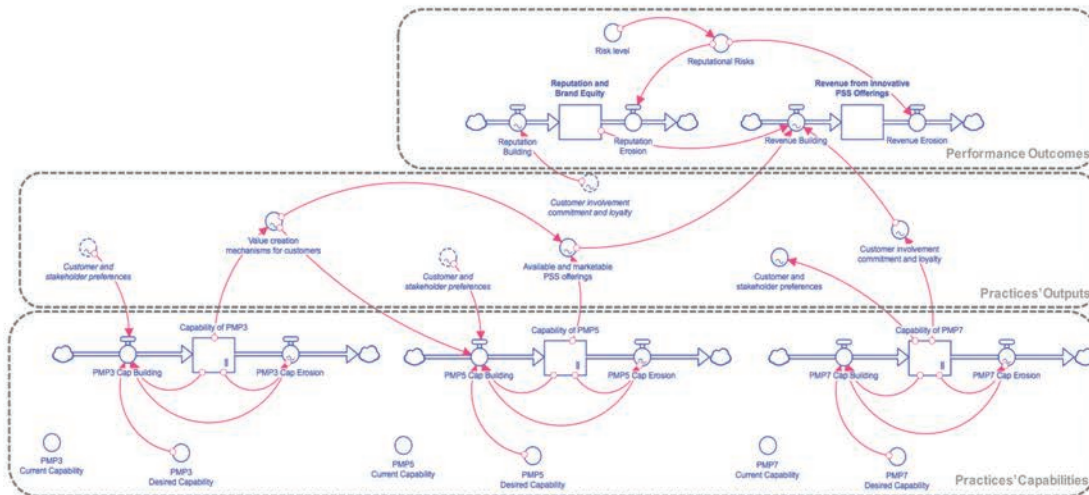 Risk level
Reputational Risks
Reputation and
Brand Equity
Revenue from Innovative
PSS Offerings
Reputation
Building
Reputation
Erosion
Revenue Building
Revenue Erosion
Performance Outcomes
Customer involvement
commitment and loyalty
Value creation
mechanisms for customers
Customer and
stakeholder preferences
Customer and
stakeholder preferences
Available and marketable
PSS offerings
Customer and
stakeholder preferences
Customer involvement
commitment and loyalty
Practices' Outputs
Capability of PMP3
PMP3 Cap Building
PMP3 Cap Erosion
Capability of PMP5
PMP5 Cap Building
PMP5 Cap Erosion
Capability of PMP7
PMP7 Cap Building
PMP7 Cap Erosion
PMP3
Current Capability
PMP3
Desired Capability
PMP5
Current Capability
PMP5
Desired Capability
PMP7
Current Capability
PMP7
Desired Capability
Practices' Capabilities